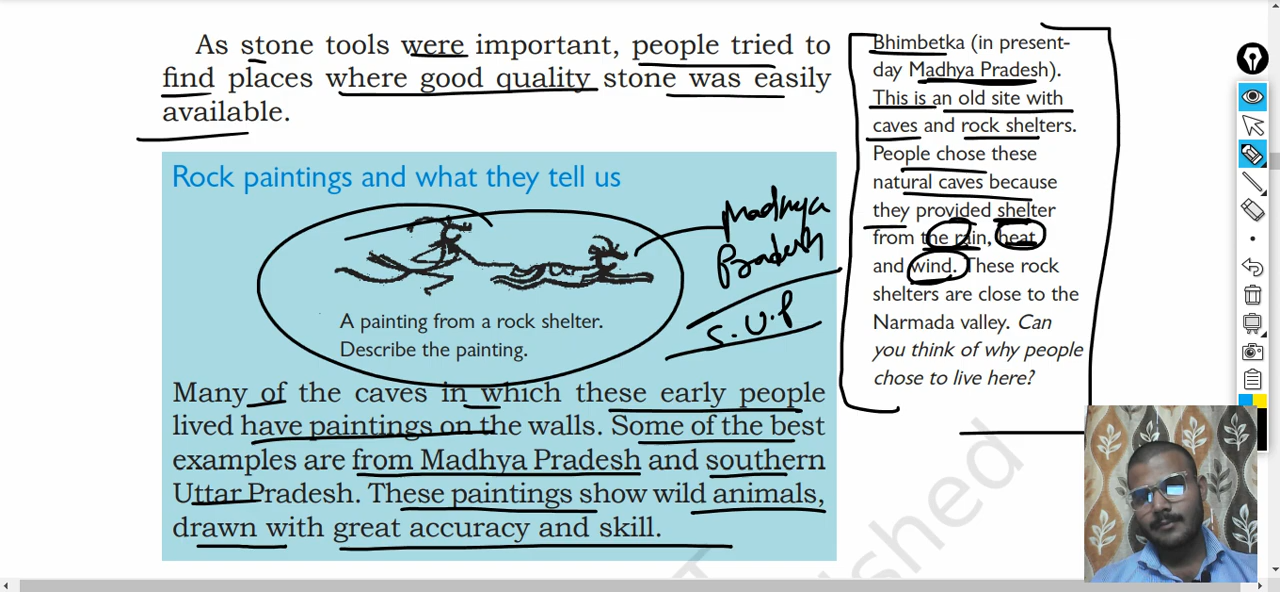 As stone tools were important, people tried to
find places where good quality stone was easily
available.
Rock paintings and what they tell us
Madhya
Pradesh
S.U.P
A painting from a rock shelter.
Describe the painting.
Many of the caves in which these early people
lived have paintings on the walls. Some of the best
examples are from Madhya Pradesh and southern
Uttar Pradesh. These paintings show wild animals,
drawn with great accuracy and skill.
Bhimbetka (in present-
day Madhya Pradesh).
This is an old site with
caves and rock shelters.
People chose these
natural caves because
they provided shelter
from the rain, heat
and wind. These rock
shelters are close to the
Narmada valley. Can
you think of why people
chose to live here?
shed